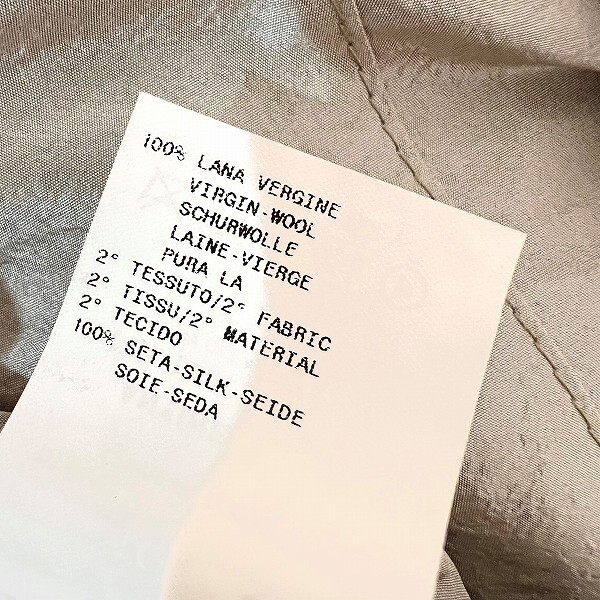 100% LANA VERGINE
VIRGIN-WOOL
SCHURWOLLE
LAINE-VIERGE
PURA LA
2° TESSUTO/2° FABRIC
2° TISSU/2° MATERIAL
2° TECIDO
100% SETA-SILK-SEIDE
SOIE-SEDA